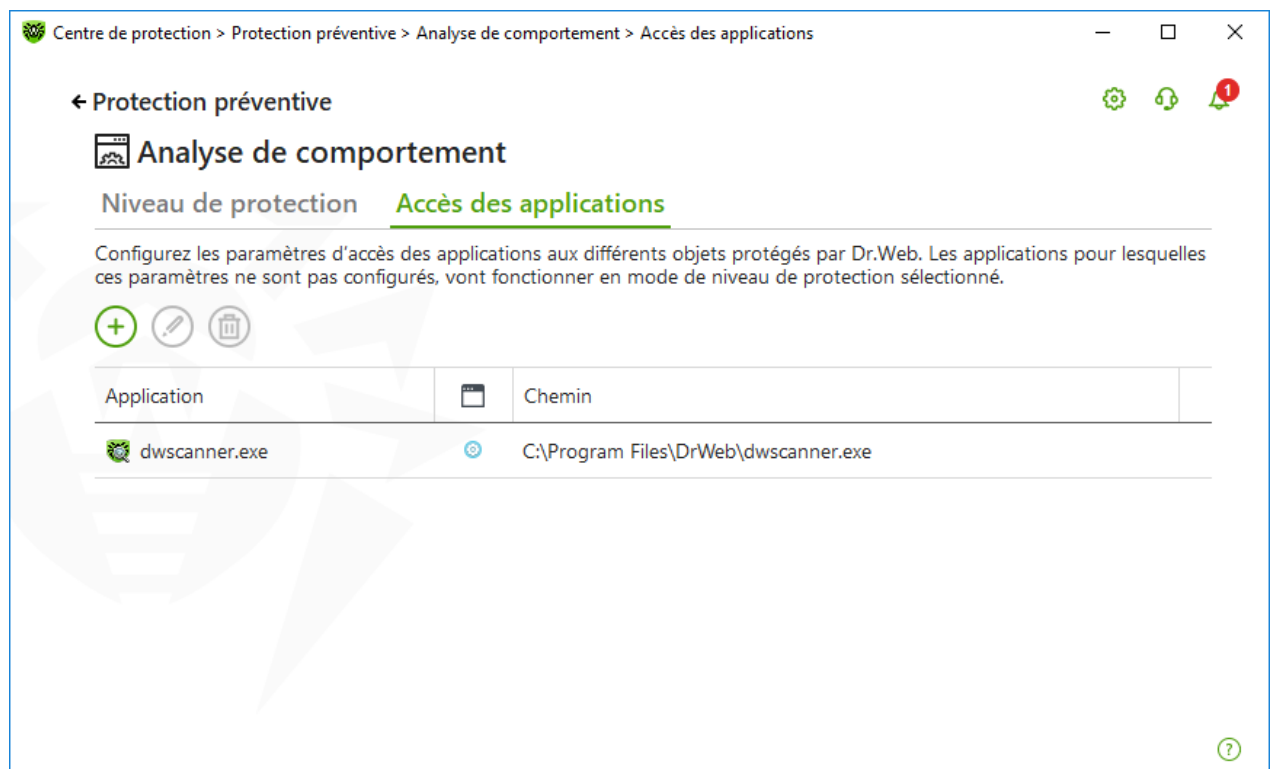 Centre de protection > Protection préventive > Analyse de comportement > Accès des applications
Protection préventive
1
Analyse de comportement
Niveau de protection Accès des applications
Configurez les paramètres d'accès des applications aux différents objets protégés par Dr.Web. Les applications pour lesquelles
ces paramètres ne sont pas configurés, vont fonctionner en mode de niveau de protection sélectionné.
Application Chemin
dwscanner.exe C:\Program Files\DrWeb\dwscanner.exe
?